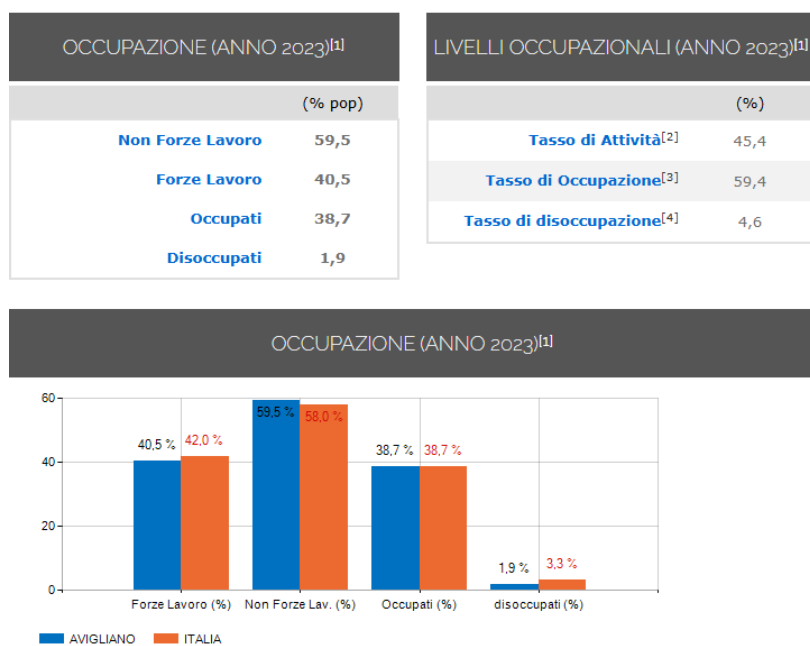 OCCUPAZIONE (ANNO 2023)[1]
(% pop)
Non Forze Lavoro 59,5
Forze Lavoro 40,5
Occupati 38,7
Disoccupati 1,9
LIVELLI OCCUPAZIONALI (ANNO 2023)[1]
(%)
Tasso di Attività[2] 45,4
Tasso di Occupazione[3] 59,4
Tasso di disoccupazione[4] 4,6
OCCUPAZIONE (ANNO 2023)[1]
60
40
20
0
40,5 % 42,0 %
59,5 % 58,0 %
38,7 % 38,7 %
1,9 % 3,3 %
Forze Lavoro (%) Non Forze Lav. (%) Occupati (%) disoccupati (%)
AVIGLIANO ITALIA